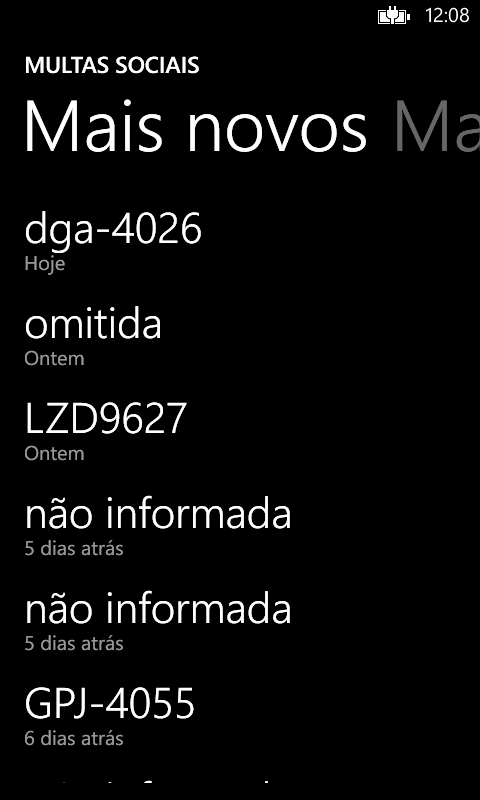 12:08
MULTAS SOCIAIS
Mais novos Ma
dga-4026
Hoje
omitida
Ontem
LZD9627
Ontem
não informada
5 dias atrás
não informada
5 dias atrás
GPJ-4055
6 dias atrás